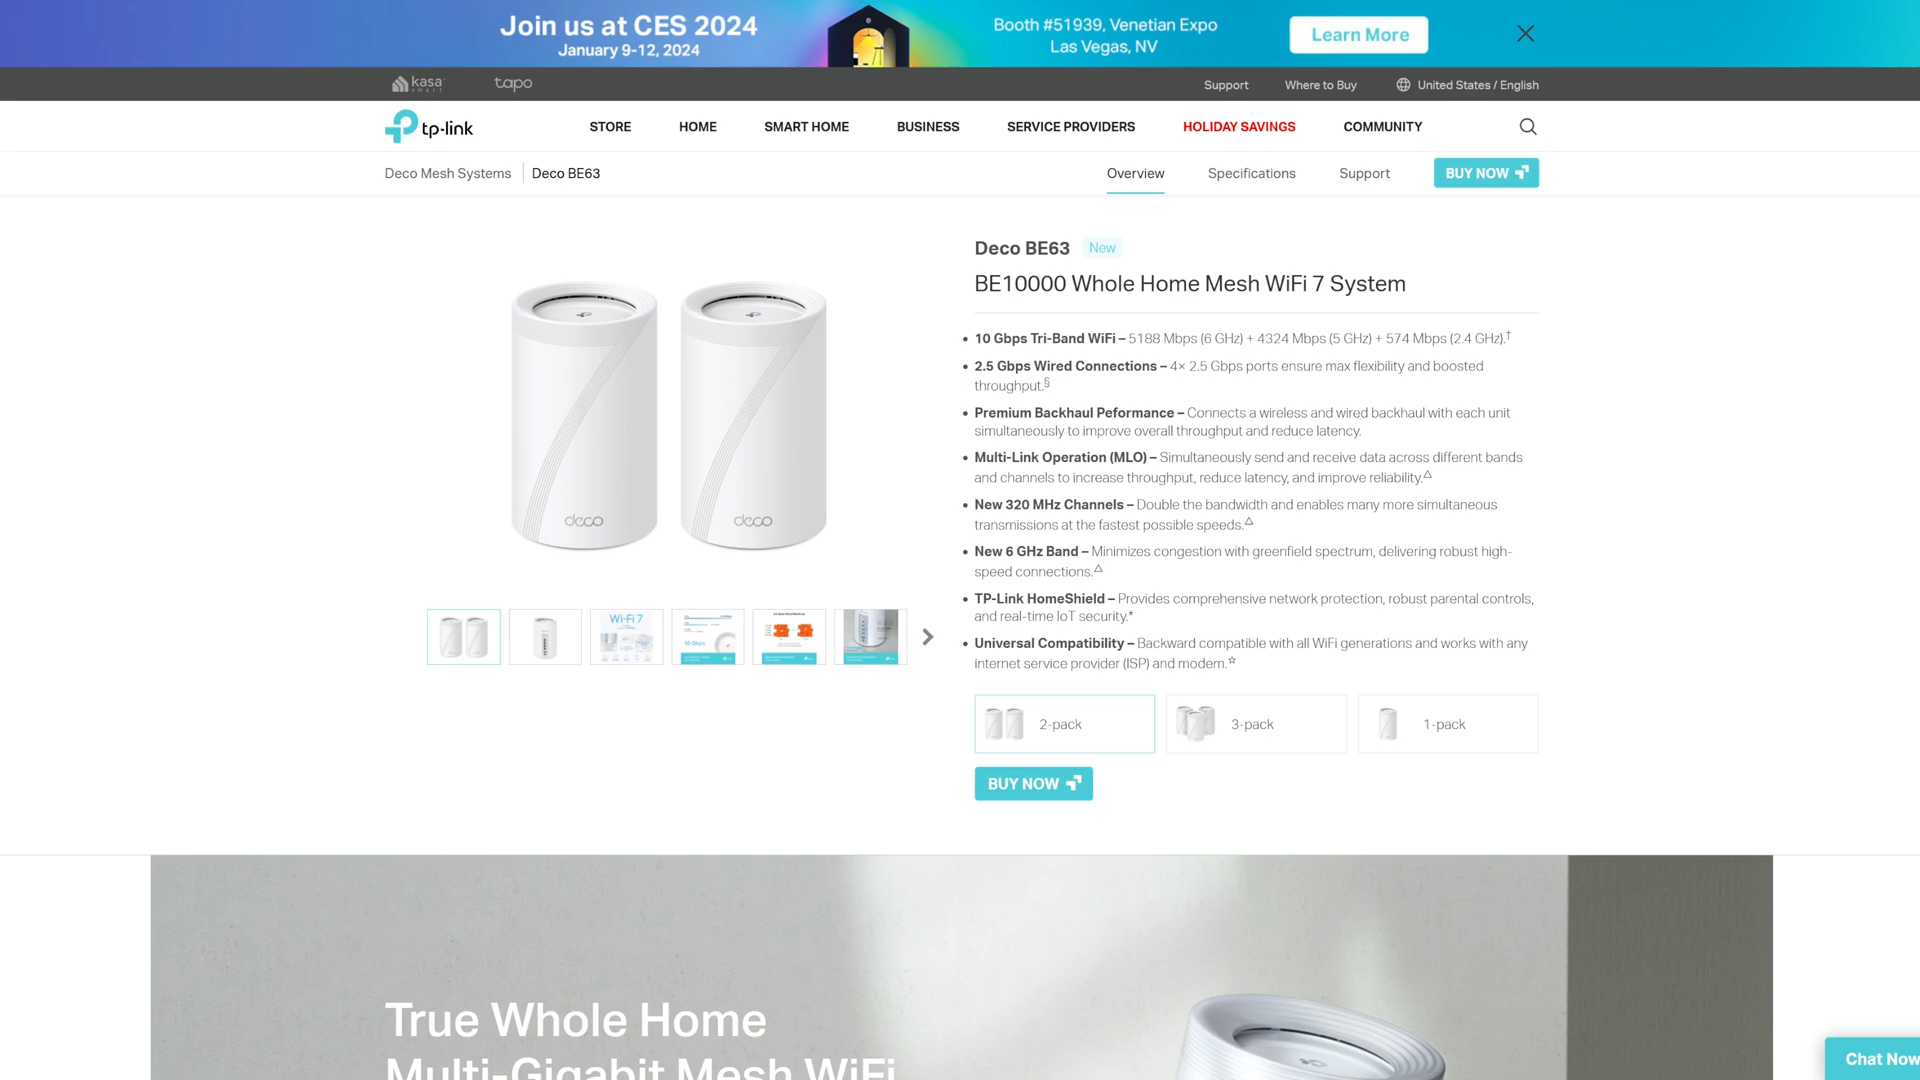 Join us at CES 2024
January 9-12, 2024
Booth #51939, Venetian Expo
Las Vegas, NV
Learn More
kasa
smart
tapo
Support
Where to Buy
United States / English
tp-link
STORE
HOME
SMART HOME
BUSINESS
SERVICE PROVIDERS
HOLIDAY SAVINGS
COMMUNITY
Deco Mesh Systems
Deco BE63
Overview
Specifications
Support
BUY NOW
Deco BE63 New
BE10000 Whole Home Mesh WiFi 7 System
• 10 Gbps Tri-Band WiFi – 5188 Mbps (6 GHz) + 4324 Mbps (5 GHz) + 574 Mbps (2.4 GHz).†
• 2.5 Gbps Wired Connections – 4× 2.5 Gbps ports ensure max flexibility and boosted
throughput.§
• Premium Backhaul Peformance – Connects a wireless and wired backhaul with each unit
simultaneously to improve overall throughput and reduce latency.
• Multi-Link Operation (MLO) – Simultaneously send and receive data across different bands
and channels to increase throughput, reduce latency, and improve reliability.△
• New 320 MHz Channels – Double the bandwidth and enables many more simultaneous
transmissions at the fastest possible speeds.△
• New 6 GHz Band – Minimizes congestion with greenfield spectrum, delivering robust high-
speed connections.△
• TP-Link HomeShield – Provides comprehensive network protection, robust parental controls,
and real-time IoT security.*
• Universal Compatibility – Backward compatible with all WiFi generations and works with any
internet service provider (ISP) and modem.☆
deco
deco
Wi-Fi 7
10 Gbps
2-pack
3-pack
1-pack
BUY NOW
True Whole Home
Multi-Gigabit Mesh WiFi
Chat Now